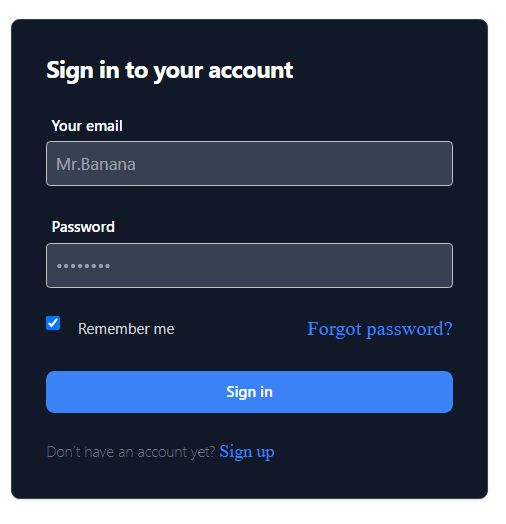 Sign in to your account
Your email
Mr.Banana
Password
••••••••
Remember me Forgot password?
Sign in
Don't have an account yet? Sign up